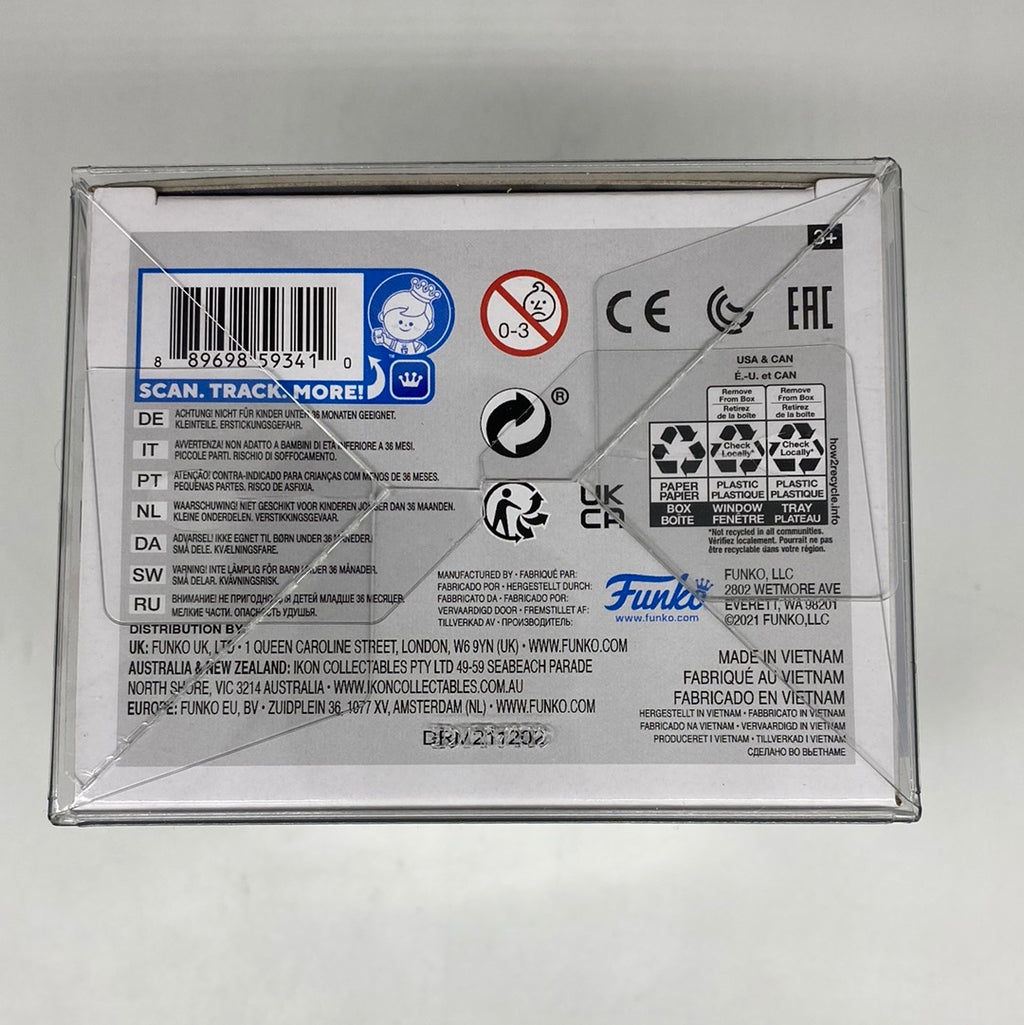 3+
8 89698 59341 0
SCAN. TRACK. MORE!
0-3
CE
EAC
®
UK
CA
USA & CAN
É.-U. et CAN
Remove
From Box
Retirez
de la boîte
Remove
From Box
Retirez
de la boîte
Check
Locally*
Check
Locally*
PAPER
PAPIER
PLASTIC
PLASTIQUE
PLASTIC
PLASTIQUE
BOX
BOÎTE
WINDOW
FENÊTRE
TRAY
PLATEAU
how2recycle.info
*Not recycled in all communities.
Vérifiez localement. Pourrait ne pas
être recyclable dans votre région.
DE ACHTUNG! NICHT FÜR KINDER UNTER 36 MONATEN GEEIGNET.
KLEINTEILE. ERSTICKUNGSGEFAHR.
IT AVVERTENZA! NON ADATTO A BAMBINI DI ETÀ INFERIORE A 36 MESI.
PICCOLE PARTI. RISCHIO DI SOFFOCAMENTO.
PT ATENÇÃO! CONTRA-INDICADO PARA CRIANÇAS COM MENOS DE 36 MESES.
PEQUENAS PARTES. RISCO DE ASFIXIA.
NL WAARSCHUWING! NIET GESCHIKT VOOR KINDEREN JONGER DAN 36 MAANDEN.
KLEINE ONDERDELEN. VERSTIKKINGSGEVAAR.
DA ADVARSEL! IKKE EGNET TIL BØRN UNDER 36 MÅNEDER.
SMÅ DELE. KVÆLNINGSFARE.
SW VARNING! INTE LÄMPLIG FÖR BARN UNDER 36 MÅNADER.
SMÅ DELAR. KVÄVNINGSRISK.
RU ВНИМАНИЕ! НЕ ПРИГОДНО ДЛЯ ДЕТЕЙ МЛАДШЕ 36 МЕСЯЦЕВ.
МЕЛКИЕ ЧАСТИ. ОПАСНОСТЬ УДУШЬЯ.
MANUFACTURED BY • FABRIQUÉ PAR:
FABRICADO POR • HERGESTELLT DURCH:
FABRICATO DA • FABRICADO POR:
VERVAARDIGD DOOR • FREMSTILLET AF:
TILLVERKAD AV • ПРОИЗВОДИТЕЛЬ:
Funko
www.funko.com
FUNKO, LLC
2802 WETMORE AVE
EVERETT, WA 98201
©2021 FUNKO,LLC
DISTRIBUTION BY
UK: FUNKO UK, LTD • 1 QUEEN CAROLINE STREET, LONDON, W6 9YN (UK) • WWW.FUNKO.COM
AUSTRALIA & NEW ZEALAND: IKON COLLECTABLES PTY LTD 49-59 SEABEACH PARADE
NORTH SHORE, VIC 3214 AUSTRALIA • WWW.IKONCOLLECTABLES.COM.AU
EUROPE: FUNKO EU, BV • ZUIDPLEIN 36, 1077 XV, AMSTERDAM (NL) • WWW.FUNKO.COM
MADE IN VIETNAM
FABRIQUÉ AU VIETNAM
FABRICADO EN VIETNAM
HERGESTELLT IN VIETNAM • FABBRICATO IN VIETNAM
FABRICADO NA VIETNAM • VERVAARDIGD IN VIETNAM
PRODUCERET I VIETNAM • TILLVERKAD I VIETNAM
СДЕЛАНО ВО ВЬЕТНАМЕ
DRM211202